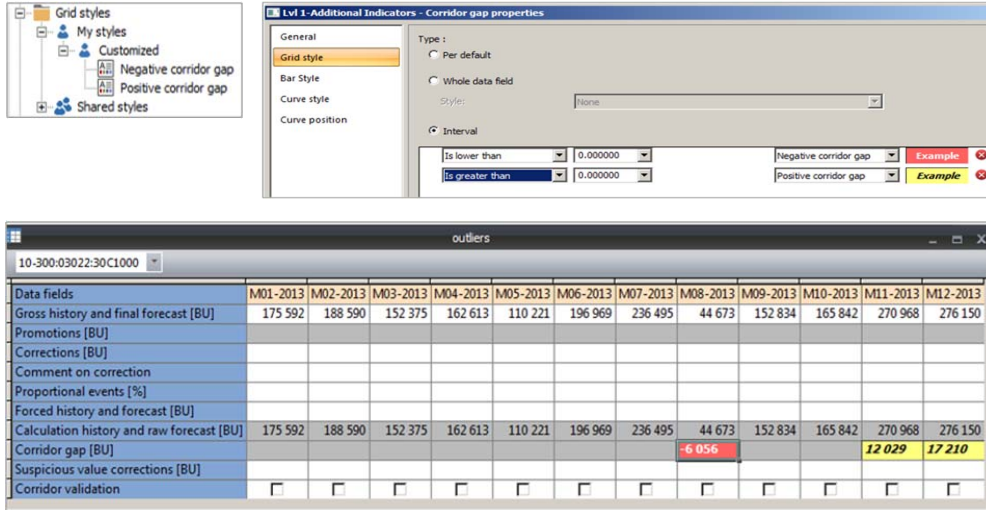 Grid styles
My styles
Customized
Negative corridor gap
Positive corridor gap
Shared styles
Lvl 1-Additional Indicators - Corridor gap properties
General
Grid style
Bar Style
Curve style
Curve position
Type :
Per default
Whole data field
Style: None
Interval
Is lower than 0.000000 Negative corridor gap Example
Is greater than 0.000000 Positive corridor gap Example
outliers
10-300:03022:30C1000
Data fields M01-2013 M02-2013 M03-2013 M04-2013 M05-2013 M06-2013 M07-2013 M08-2013 M09-2013 M10-2013 M11-2013 M12-2013
Gross history and final forecast [BU] 175 592 188 590 152 375 162 613 110 221 196 969 236 495 44 673 152 834 165 842 270 968 276 150
Promotions [BU]
Corrections [BU]
Comment on correction
Proportional events [%]
Forced history and forecast [BU]
Calculation history and raw forecast [BU] 175 592 188 590 152 375 162 613 110 221 196 969 236 495 44 673 152 834 165 842 270 968 276 150
Corridor gap [BU] -6 056 12 029 17 210
Suspicious value corrections [BU]
Corridor validation